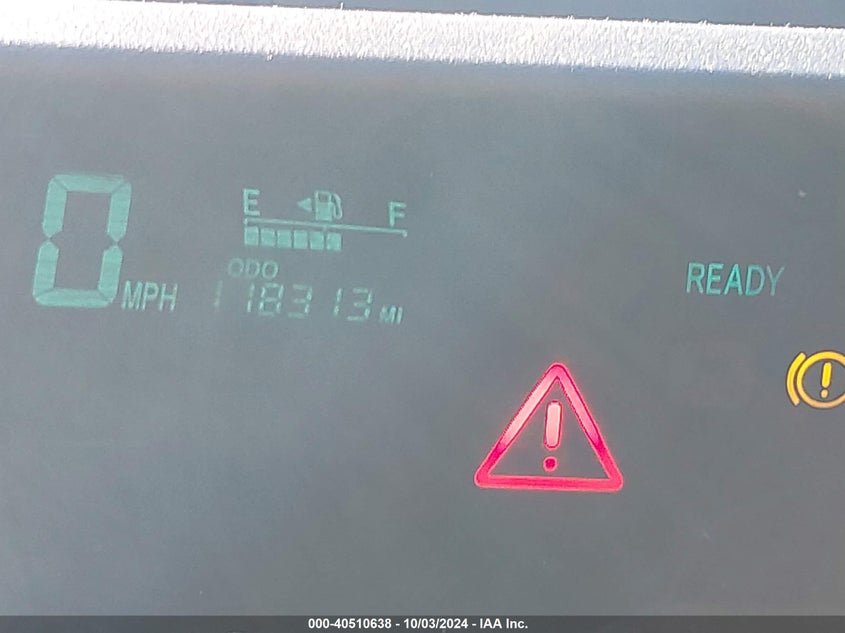 E F
0 MPH
ODO
118313 MI
READY
000-40510638 - 10/03/2024 - IAA Inc.